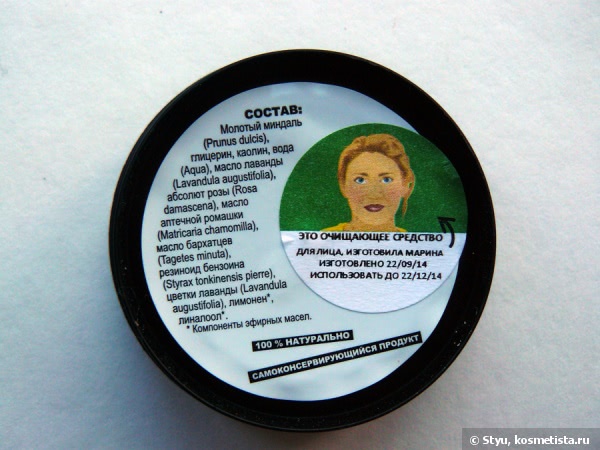 СОСТАВ:
Молотый миндаль
(Prunus dulcis),
глицерин, каолин, вода
(Aqua), масло лаванды
(Lavandula augustifolia),
абсолют розы (Rosa
damascena), масло
аптечной ромашки
(Matricaria chamomilla),
масло бархатцев
(Tagetes minuta),
резиноид бензоина
(Styrax tonkinensis pierre),
цветки лаванды (Lavandula
augustifolia), лимонен*,
линалоол*.
* Компоненты эфирных масел.
100 % НАТУРАЛЬНО
САМОКОНСЕРВИРУЮЩИЙСЯ ПРОДУКТ
ЭТО ОЧИЩАЮЩЕЕ СРЕДСТВО
ДЛЯ ЛИЦА, ИЗГОТОВИЛА МАРИНА
ИЗГОТОВЛЕНО 22/09/14
ИСПОЛЬЗОВАТЬ ДО 22/12/14
© Styu, kosmetista.ru